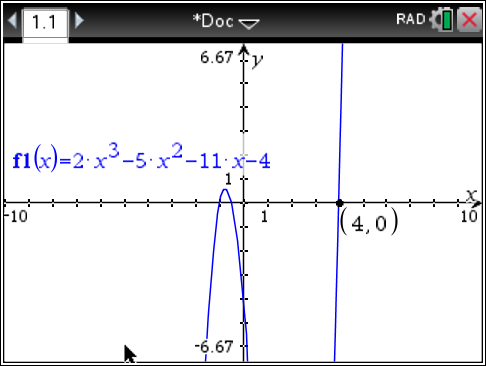 1.1 *Doc RAD
6.67 y
f1(x)=2·x³–5·x²–11·x–4
1 x
-10 1 10
(4,0)
-6.67